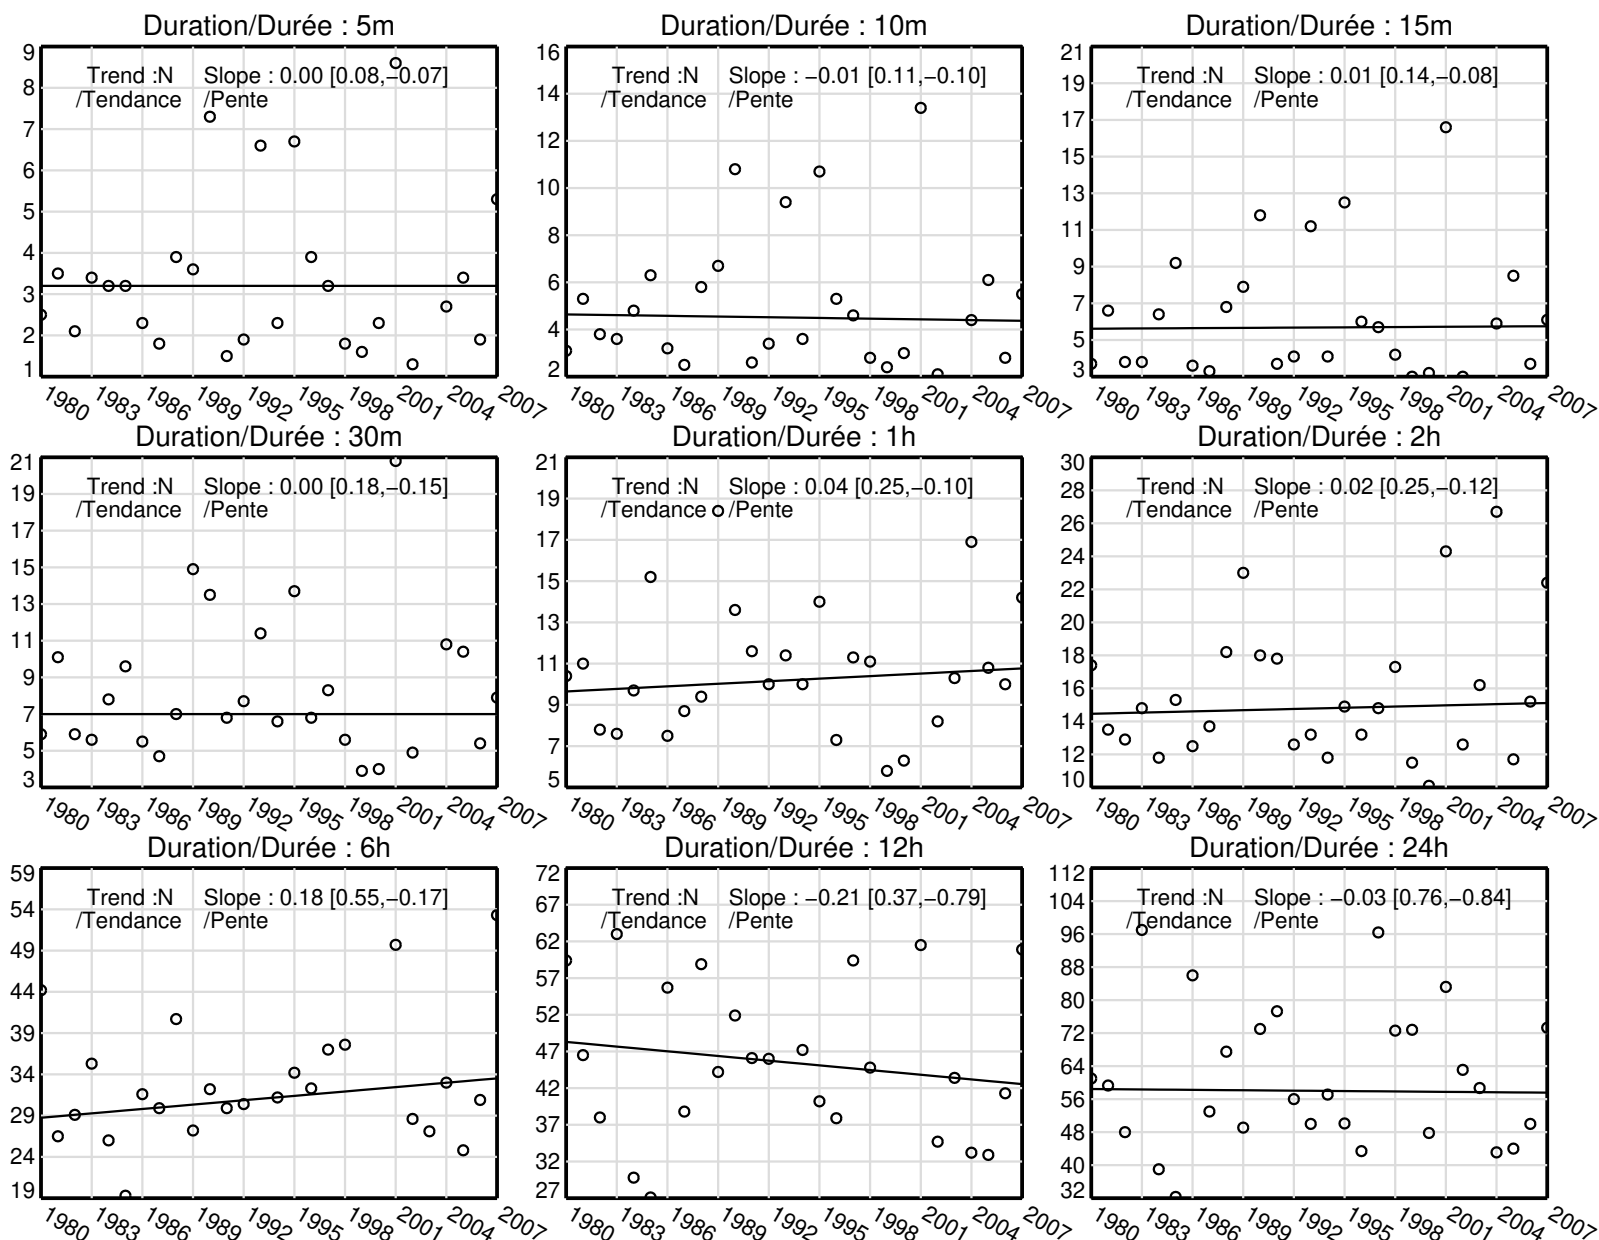 Duration/Durée : 5m
9
8
7
6
5
4
3
2
1
Trend :N Slope : 0.00 [0.08,−0.07]
/Tendance /Pente
1980 1983 1986 1989 1992 1995 1998 2001 2004 2007
Duration/Durée : 10m
16
14
12
10
8
6
4
2
Trend :N Slope : −0.01 [0.11,−0.10]
/Tendance /Pente
1980 1983 1986 1989 1992 1995 1998 2001 2004 2007
Duration/Durée : 15m
21
19
17
15
13
11
9
7
5
3
Trend :N Slope : 0.01 [0.14,−0.08]
/Tendance /Pente
1980 1983 1986 1989 1992 1995 1998 2001 2004 2007
Duration/Durée : 30m
21
19
17
15
13
11
9
7
5
3
Trend :N Slope : 0.00 [0.18,−0.15]
/Tendance /Pente
1980 1983 1986 1989 1992 1995 1998 2001 2004 2007
Duration/Durée : 1h
21
19
17
15
13
11
9
7
5
Trend :N Slope : 0.04 [0.25,−0.10]
/Tendance /Pente
1980 1983 1986 1989 1992 1995 1998 2001 2004 2007
Duration/Durée : 2h
30
28
26
24
22
20
18
16
14
12
10
Trend :N Slope : 0.02 [0.25,−0.12]
/Tendance /Pente
1980 1983 1986 1989 1992 1995 1998 2001 2004 2007
Duration/Durée : 6h
59
54
49
44
39
34
29
24
19
Trend :N Slope : 0.18 [0.55,−0.17]
/Tendance /Pente
1980 1983 1986 1989 1992 1995 1998 2001 2004 2007
Duration/Durée : 12h
72
67
62
57
52
47
42
37
32
27
Trend :N Slope : −0.21 [0.37,−0.79]
/Tendance /Pente
1980 1983 1986 1989 1992 1995 1998 2001 2004 2007
Duration/Durée : 24h
112
104
96
88
80
72
64
56
48
40
32
Trend :N Slope : −0.03 [0.76,−0.84]
/Tendance /Pente
1980 1983 1986 1989 1992 1995 1998 2001 2004 2007